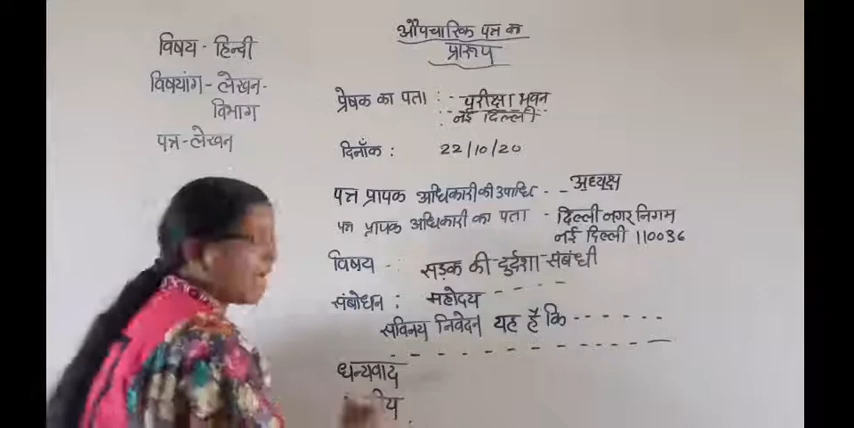 विषय - हिन्दी
विषयांग - लेखन-
विभाग
पत्र-लेखन
औपचारिक पत्र का
प्रारूप
प्रेषक का पता : - - परीक्षा भवन
नई दिल्ली
दिनाँक : 22/10/20
पत्त प्रापक अधिकारी की उपाधि - - अध्यक्ष
पत्त प्रापक अधिकारी का पता - दिल्ली नगर निगम
नई दिल्ली 110036
विषय - : सड़क की दुर्दशा संबंधी
संबोधन : महोदय - - - -
सविनय निवेदन यह है कि - - - - - -
धन्यवाद